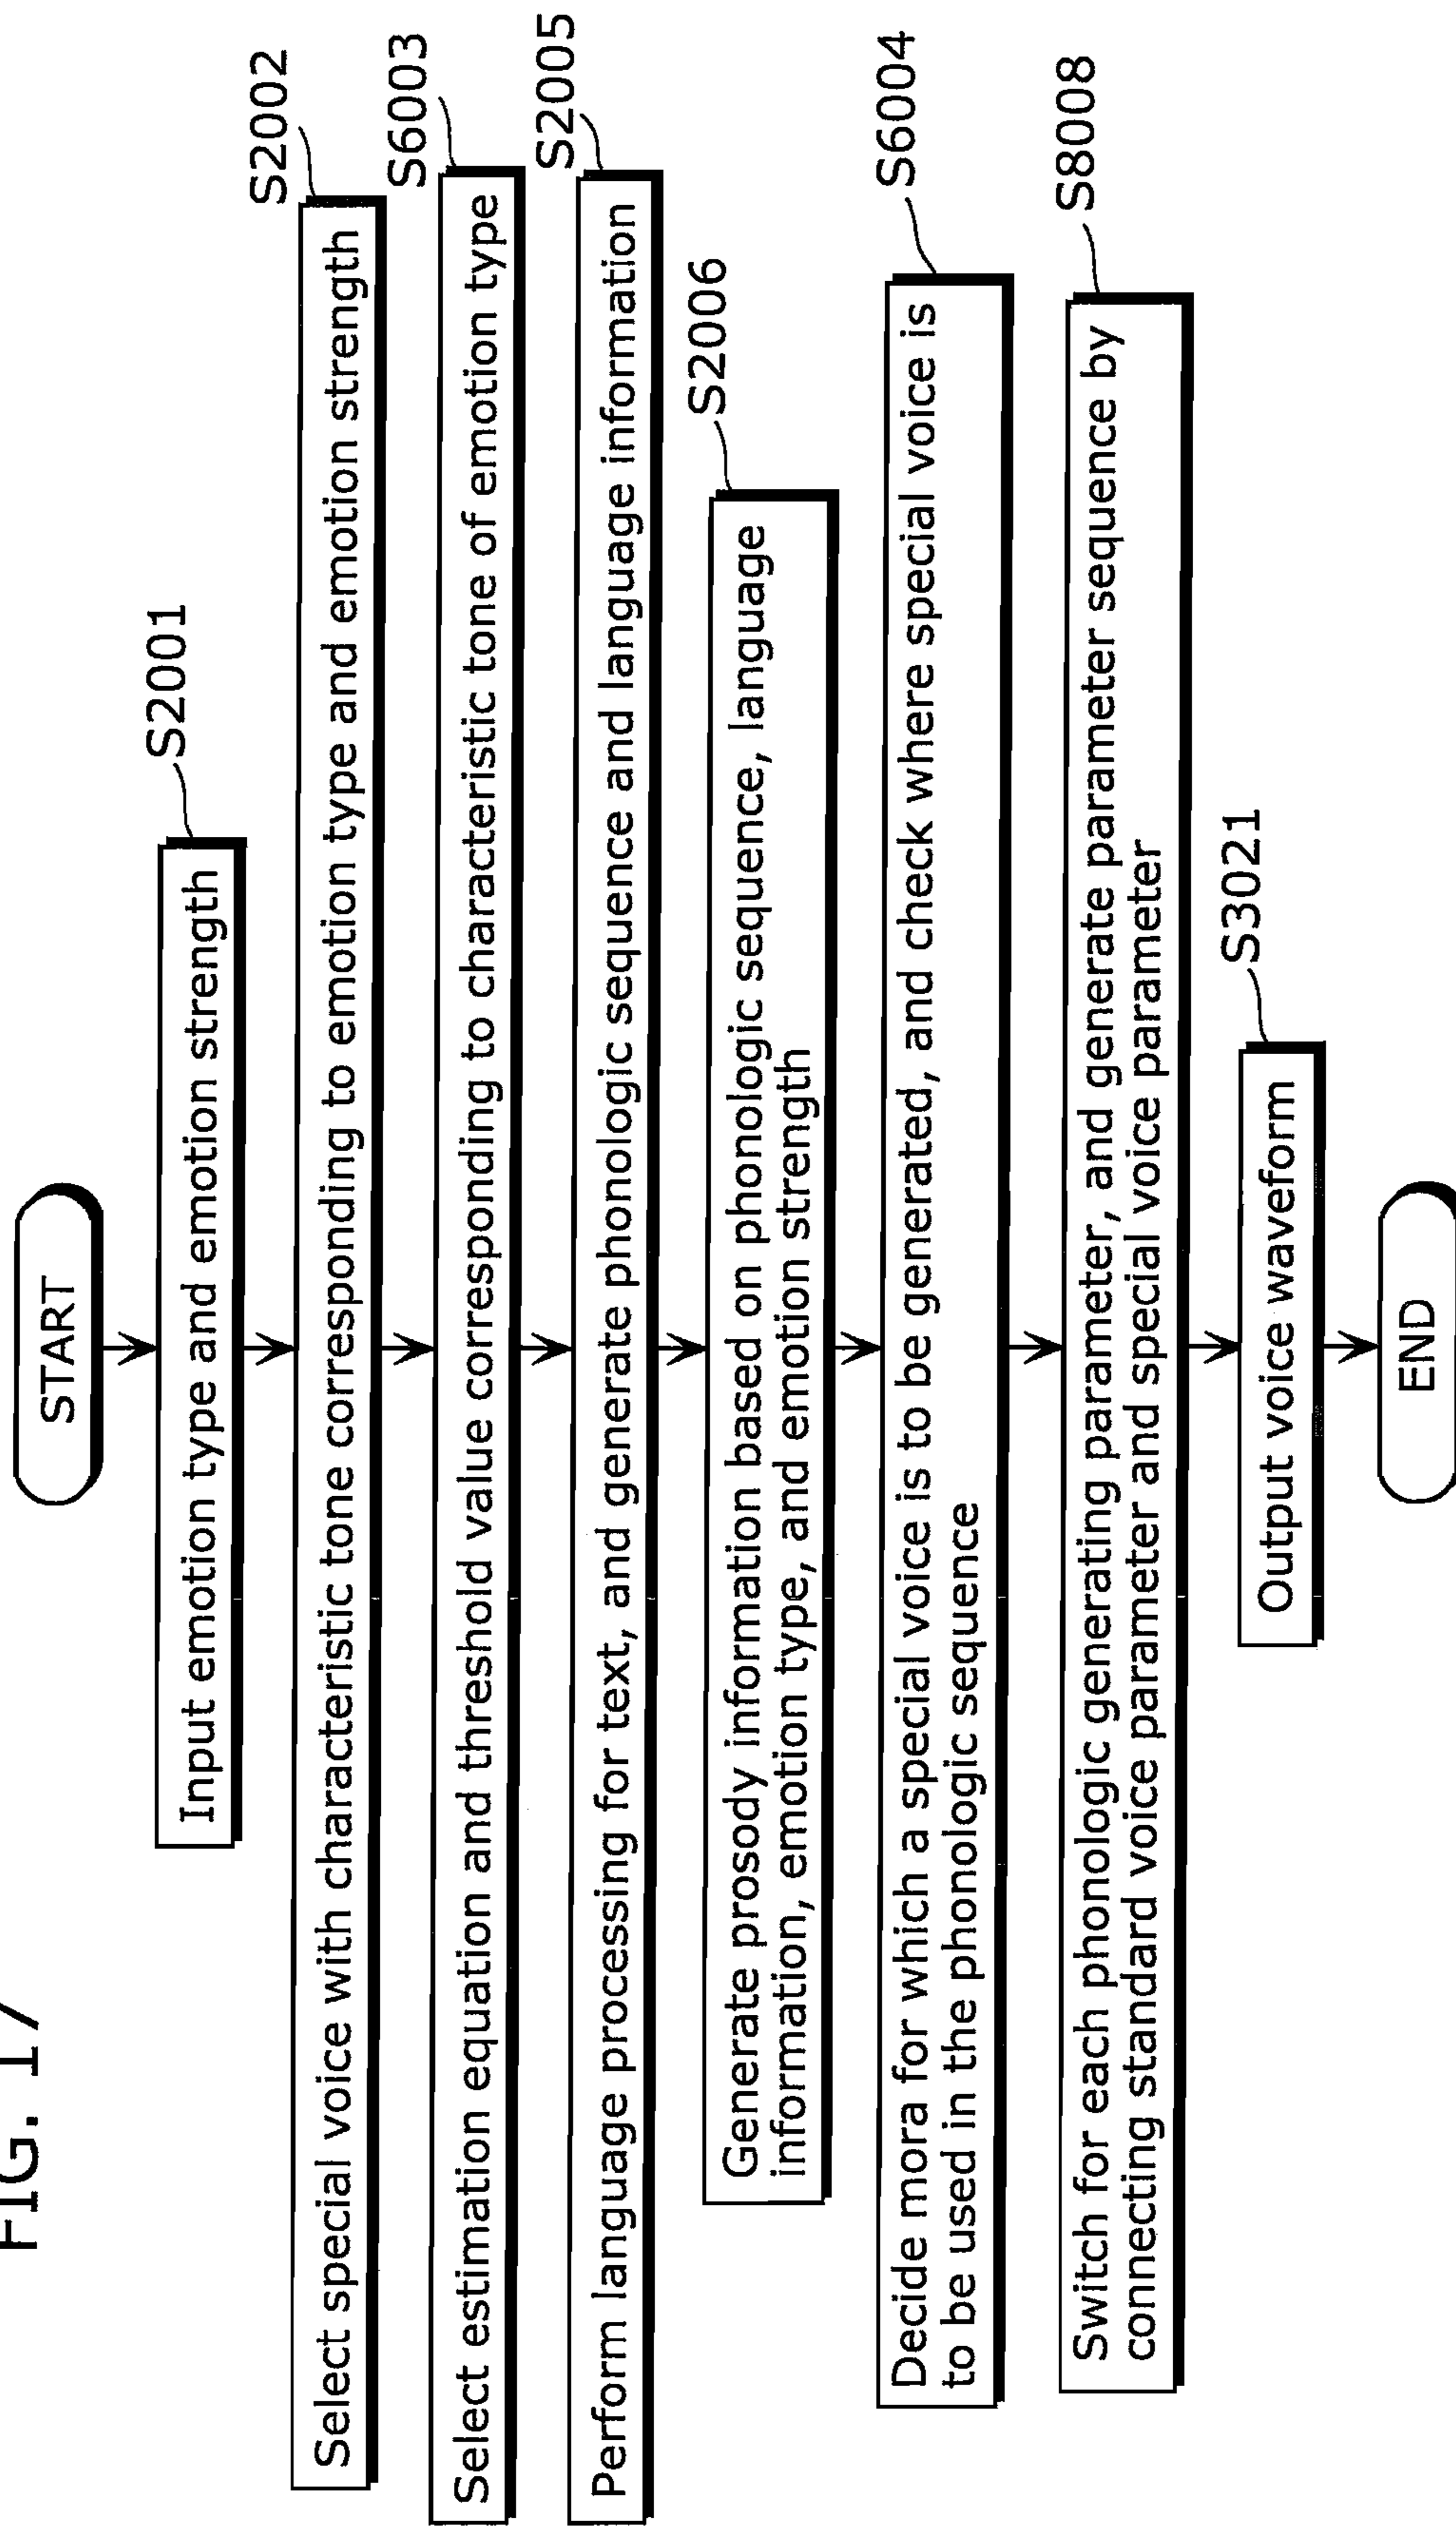 FIG. 17
START
S2001
Input emotion type and emotion strength
S2002
Select special voice with characteristic tone corresponding to emotion type and emotion strength
S6003
Select estimation equation and threshold value corresponding to characteristic tone of emotion type
S2005
Perform language processing for text, and generate phonologic sequence and language information
S2006
Generate prosody information based on phonologic sequence, language
information, emotion type, and emotion strength
S6004
Decide mora for which a special voice is to be generated, and check where special voice is
to be used in the phonologic sequence
S8008
Switch for each phonologic generating parameter, and generate parameter sequence by
connecting standard voice parameter and special voice parameter
S3021
Output voice waveform
END